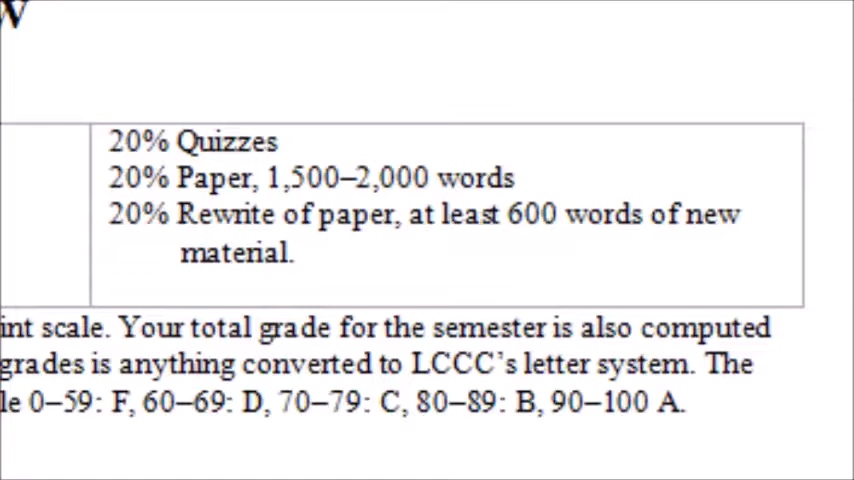 W
20% Quizzes
20% Paper, 1,500–2,000 words
20% Rewrite of paper, at least 600 words of new
material.
int scale. Your total grade for the semester is also computed
grades is anything converted to LCCC’s letter system. The
le 0–59: F, 60–69: D, 70–79: C, 80–89: B, 90–100 A.